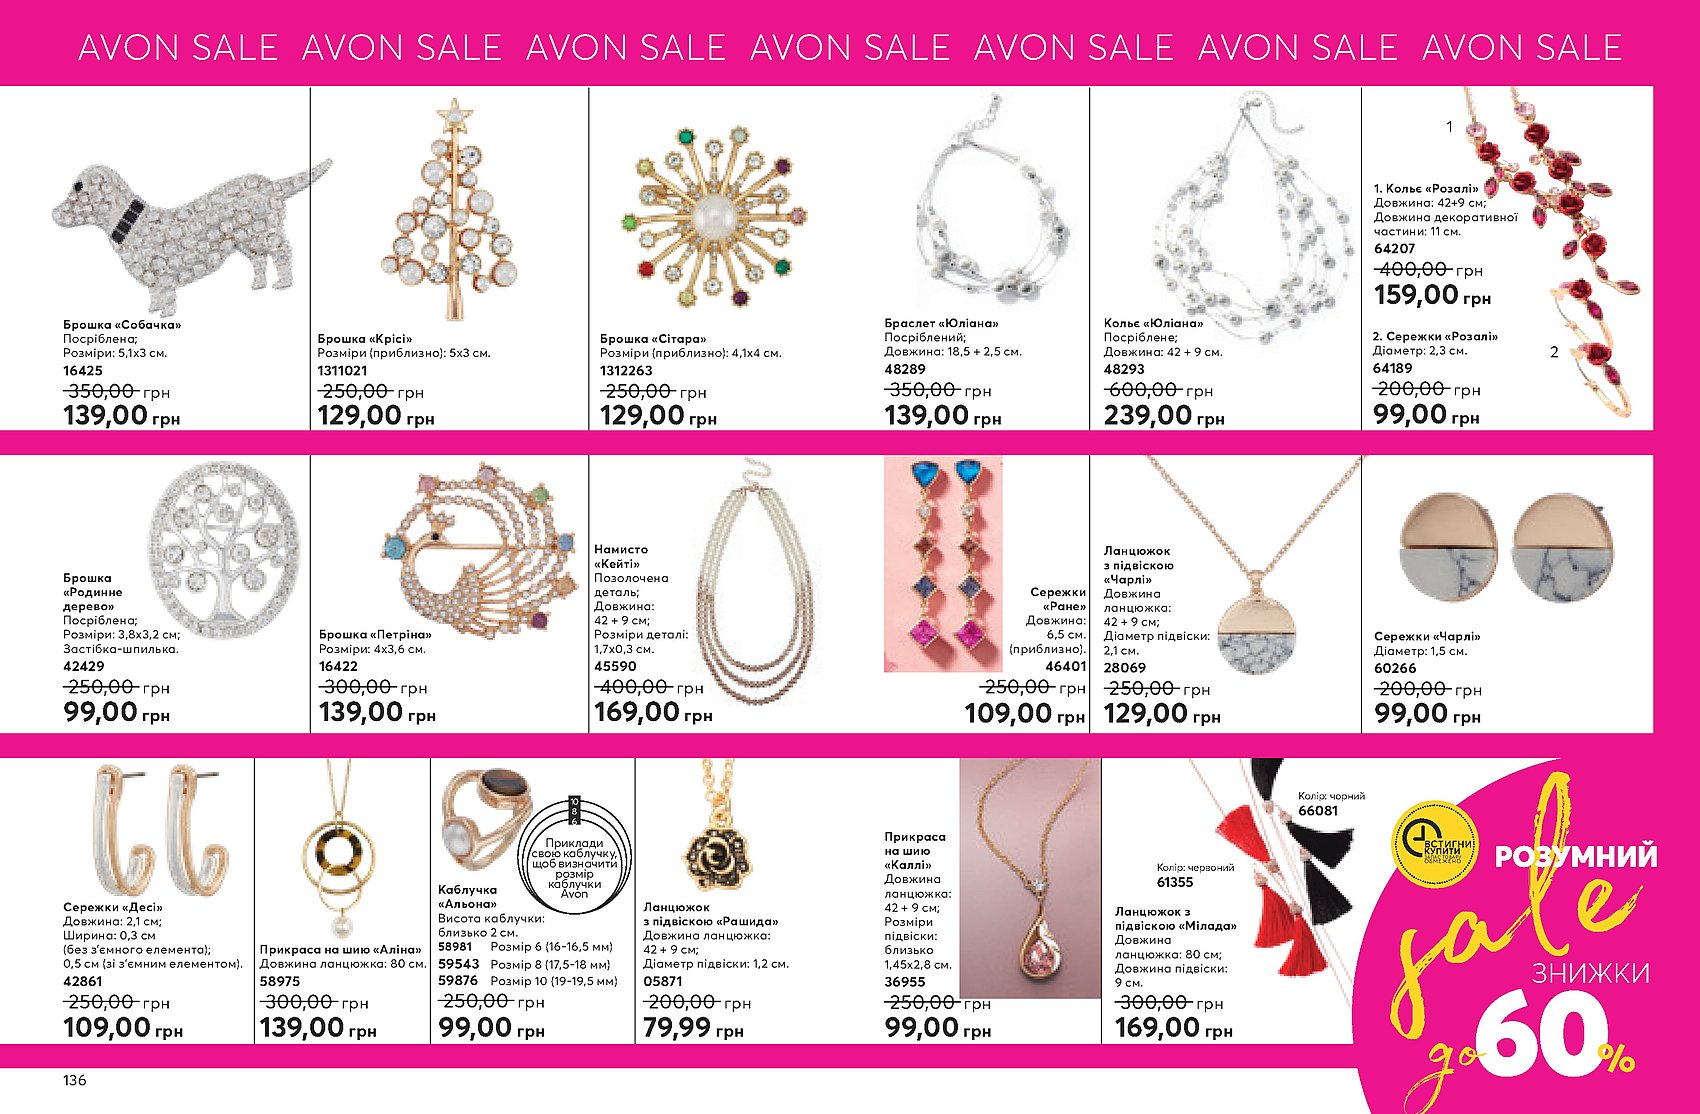 AVON SALE AVON SALE AVON SALE AVON SALE AVON SALE AVON SALE AVON SALE
Брошка «Собачка»
Посріблена;
Розміри: 5,1х3 см.
16425
350,00 грн
139,00 грн
Брошка «Крісі»
Розміри (приблизно): 5х3 см.
1311021
250,00 грн
129,00 грн
Брошка «Сітара»
Розміри (приблизно): 4,1х4 см.
1312263
250,00 грн
129,00 грн
Браслет «Юліана»
Посріблений;
Довжина: 18,5 + 2,5 см.
48289
350,00 грн
139,00 грн
Кольє «Юліана»
Посріблене;
Довжина: 42 + 9 см.
48293
600,00 грн
239,00 грн
1
1. Кольє «Розалі»
Довжина: 42+9 см;
Довжина декоративної
частини: 11 см.
64207
400,00 грн
159,00 грн
2. Сережки «Розалі»
Діаметр: 2,3 см.
2
64189
200,00 грн
99,00 грн
Брошка
«Родинне
дерево»
Посріблена;
Розміри: 3,8х3,2 см;
Застібка-шпилька.
42429
250,00 грн
99,00 грн
Брошка «Петріна»
Розміри: 4х3,6 см.
16422
300,00 грн
139,00 грн
Намисто
«Кейті»
Позолочена
деталь;
Довжина:
42 + 9 см;
Розміри деталі:
1,7х0,3 см.
45590
400,00 грн
169,00 грн
Сережки
«Ране»
Довжина:
6,5 см.
(приблизно).
46401
250,00 грн
109,00 грн
Ланцюжок
з підвіскою
«Чарлі»
Довжина
ланцюжка:
42 + 9 см;
Діаметр підвіски:
2,1 см.
28069
250,00 грн
129,00 грн
Сережки «Чарлі»
Діаметр: 1,5 см.
60266
200,00 грн
99,00 грн
Сережки «Десі»
Довжина: 2,1 см;
Ширина: 0,3 см
(без з’ємного елемента);
0,5 см (зі з’ємним елементом).
42861
250,00 грн
109,00 грн
Прикраса на шию «Аліна»
Довжина ланцюжка: 80 см.
58975
300,00 грн
139,00 грн
10
8
6
Приклади
свою каблучку,
щоб визначити
розмір
каблучки
Avon
Каблучка
«Альона»
Висота каблучки:
близько 2 см.
58981 Розмір 6 (16-16,5 мм)
59543 Розмір 8 (17,5-18 мм)
59876 Розмір 10 (19-19,5 мм)
250,00 грн
99,00 грн
Ланцюжок
з підвіскою «Рашида»
Довжина ланцюжка:
42 + 9 см;
Діаметр підвіски: 1,2 см.
05871
200,00 грн
79,99 грн
Прикраса
на шию
«Каллі»
Довжина
ланцюжка:
42 + 9 см;
Розміри
підвіски:
близько
1,45х2,8 см.
36955
250,00 грн
99,00 грн
Колір: чорний
66081
Колір: червоний
61355
Ланцюжок з
підвіскою «Мілада»
Довжина
ланцюжка: 80 см;
Довжина підвіски:
9 см.
300,00 грн
169,00 грн
ВСТИГНИ
КУПИТИ
ЗАПАС ТОВАРУ
ОБМЕЖЕНО
РОЗУМНИЙ
sale
ЗНИЖКИ
до 60%
136